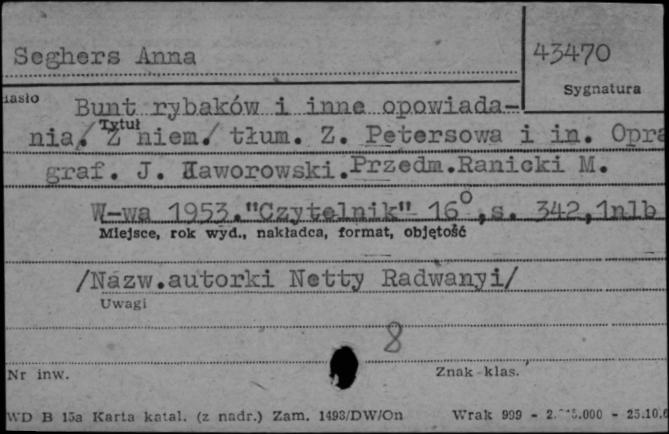 Seghers Anna
43470
Sygnatura
Hasło
Bunt rybaków i inne opowiada-
Tytuł
nia /. Z niem./ tłum. Z. Petersowa i in. Opra
graf. J. Haworowski.Przedm.Ranicki M.
W-wa 1953."Czytelnik" 16°,s. 342,1nlb
Miejsce, rok wyd., nakładca, format, objętość
/Nazw.autorki Netty Radwanyi/
Uwagi
8
Nr inw.
Znak klas.
WD B 15a Karta katal. (z nadr.) Zam. 1493/DW/On Wrak 999 -